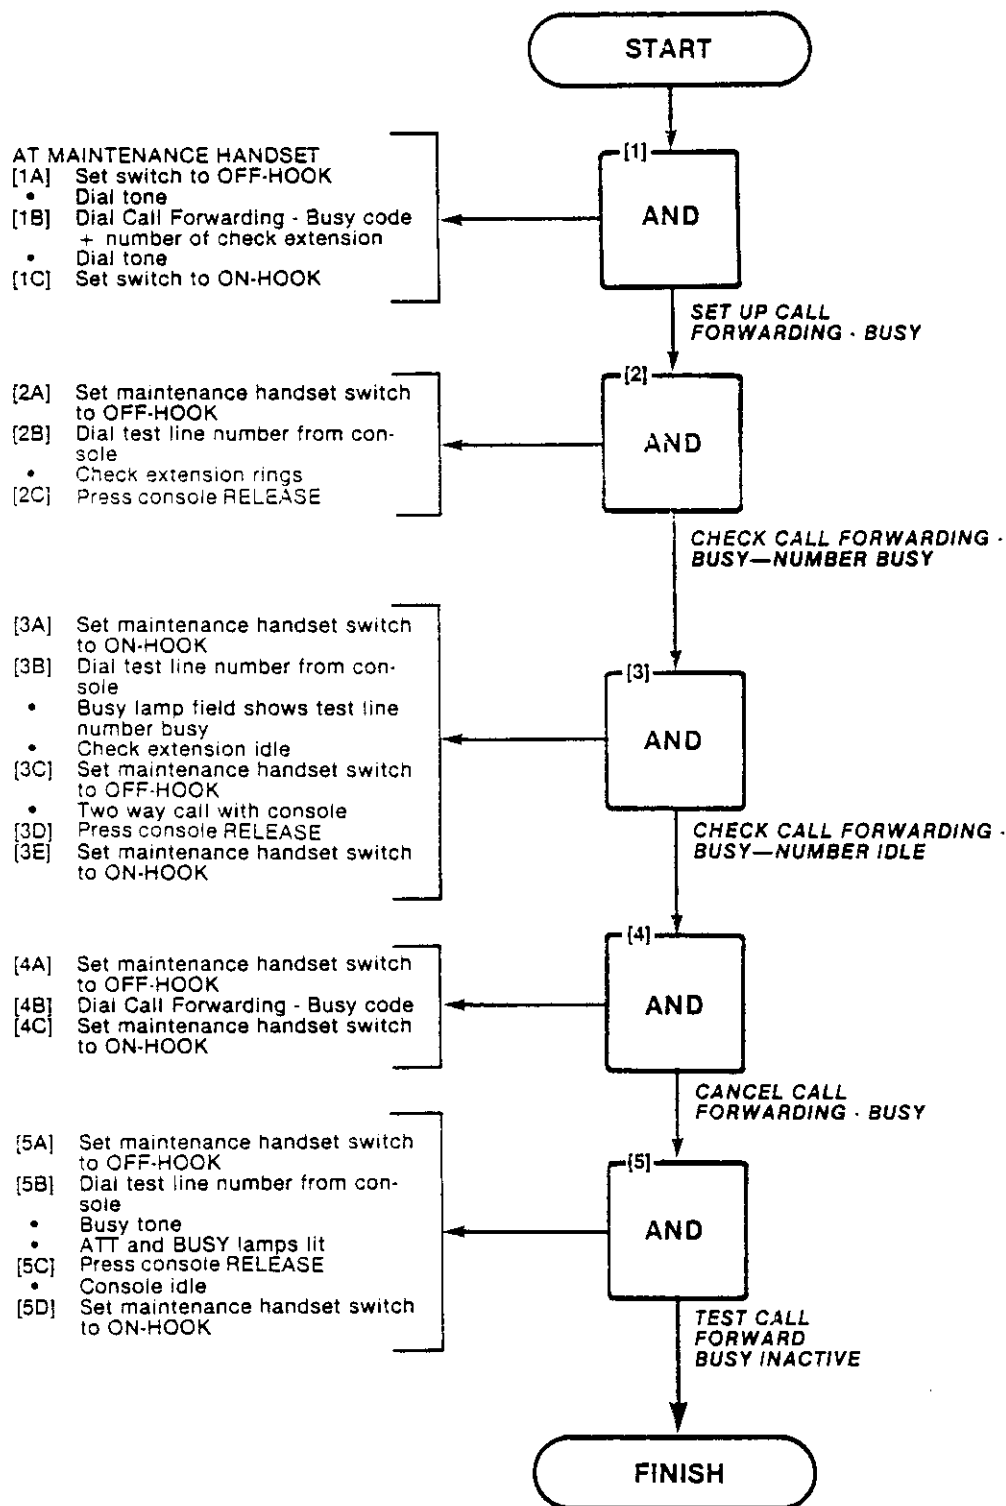 START
AT MAINTENANCE HANDSET
[1A] Set switch to OFF-HOOK
• Dial tone
[1B] Dial Call Forwarding - Busy code
+ number of check extension
• Dial tone
[1C] Set switch to ON-HOOK
[1]
AND
SET UP CALL
FORWARDING - BUSY
[2A] Set maintenance handset switch
to OFF-HOOK
[2B] Dial test line number from con-
sole
• Check extension rings
[2C] Press console RELEASE
[2]
AND
CHECK CALL FORWARDING -
BUSY—NUMBER BUSY
[3A] Set maintenance handset switch
to ON-HOOK
[3B] Dial test line number from con-
sole
• Busy lamp field shows test line
number busy
• Check extension idle
[3C] Set maintenance handset switch
to OFF-HOOK
• Two way call with console
[3D] Press console RELEASE
[3E] Set maintenance handset switch
to ON-HOOK
[3]
AND
CHECK CALL FORWARDING -
BUSY—NUMBER IDLE
[4A] Set maintenance handset switch
to OFF-HOOK
[4B] Dial Call Forwarding - Busy code
[4C] Set maintenance handset switch
to ON-HOOK
[4]
AND
CANCEL CALL
FORWARDING - BUSY
[5A] Set maintenance handset switch
to OFF-HOOK
[5B] Dial test line number from con-
sole
• Busy tone
• ATT and BUSY lamps lit
[5C] Press console RELEASE
• Console idle
[5D] Set maintenance handset switch
to ON-HOOK
[5]
AND
TEST CALL
FORWARD
BUSY INACTIVE
FINISH